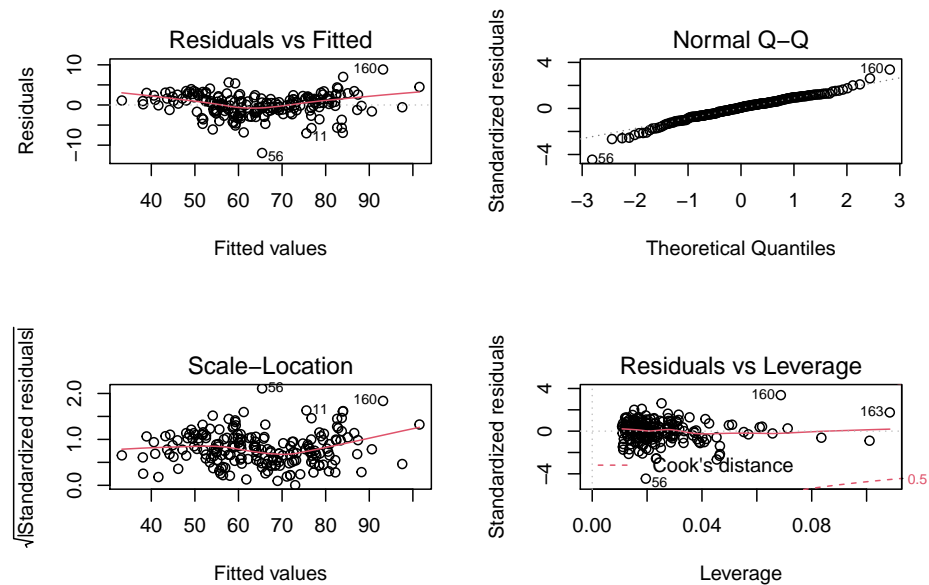 Residuals vs Fitted
Residuals
10
0
−10
160
11
56
40 50 60 70 80 90
Fitted values
Normal Q−Q
Standardized residuals
4
0
−4
160
56
−3 −2 −1 0 1 2 3
Theoretical Quantiles
Scale−Location
√|Standardized residuals|
2.0
1.0
0.0
56
11
160
40 50 60 70 80 90
Fitted values
Residuals vs Leverage
Standardized residuals
4
0
−4
160
163
Cook's distance
56
0.5
0.00 0.04 0.08
Leverage